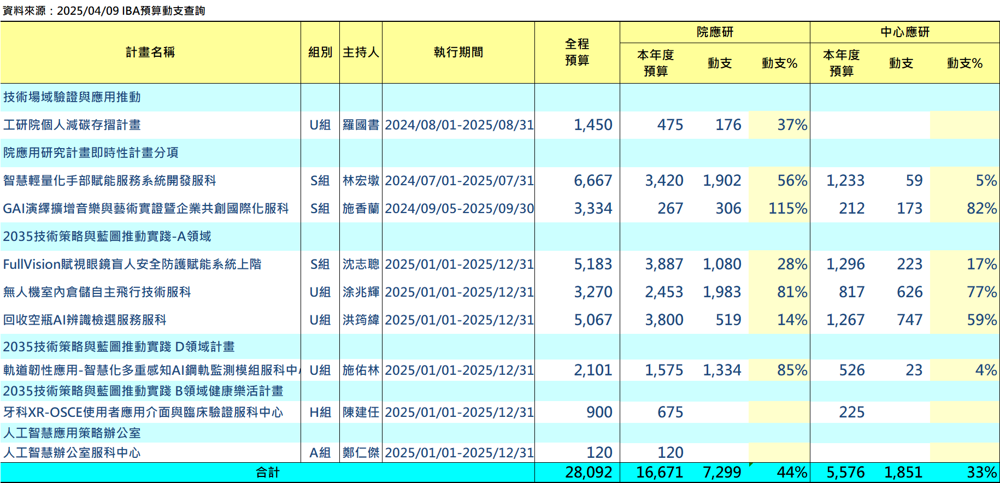 資料來源：2025/04/09 IBA預算動支查詢
計畫名稱 組別 主持人 執行期間 全程預算 院應研 中心應研
本年度預算 動支 動支% 本年度預算 動支 動支%
技術場域驗證與應用推動
工研院個人減碳存摺計畫 U組 羅國書 2024/08/01-2025/08/31 1,450 475 176 37%
院應用研究計畫即時性計畫分項
智慧輕量化手部賦能服務系統開發服科 S組 林宏墩 2024/07/01-2025/07/31 6,667 3,420 1,902 56% 1,233 59 5%
GAI演繹擴增音樂與藝術實證暨企業共創國際化服科 S組 施香蘭 2024/09/05-2025/09/30 3,334 267 306 115% 212 173 82%
2035技術策略與藍圖推動實踐-A領域
FullVision賦視眼鏡盲人安全防護賦能系統上階 S組 沈志聰 2025/01/01-2025/12/31 5,183 3,887 1,080 28% 1,296 223 17%
無人機室內倉儲自主飛行技術服科 U組 涂兆輝 2025/01/01-2025/12/31 3,270 2,453 1,983 81% 817 626 77%
回收空瓶AI辨識檢選服務服科 U組 洪筠緯 2025/01/01-2025/12/31 5,067 3,800 519 14% 1,267 747 59%
2035技術策略與藍圖推動實踐 D領域計畫
軌道韌性應用-智慧化多重感知AI鋼軌監測模組服科中 U組 施佑林 2025/01/01-2025/12/31 2,101 1,575 1,334 85% 526 23 4%
2035技術策略與藍圖推動實踐 B領域健康樂活計畫
牙科XR-OSCE使用者應用介面與臨床驗證服科中心 H組 陳建任 2025/01/01-2025/12/31 900 675 225
人工智慧應用策略辦公室
人工智慧辦公室服科中心 A組 鄭仁傑 2025/01/01-2025/12/31 120 120
合計 28,092 16,671 7,299 44% 5,576 1,851 33%